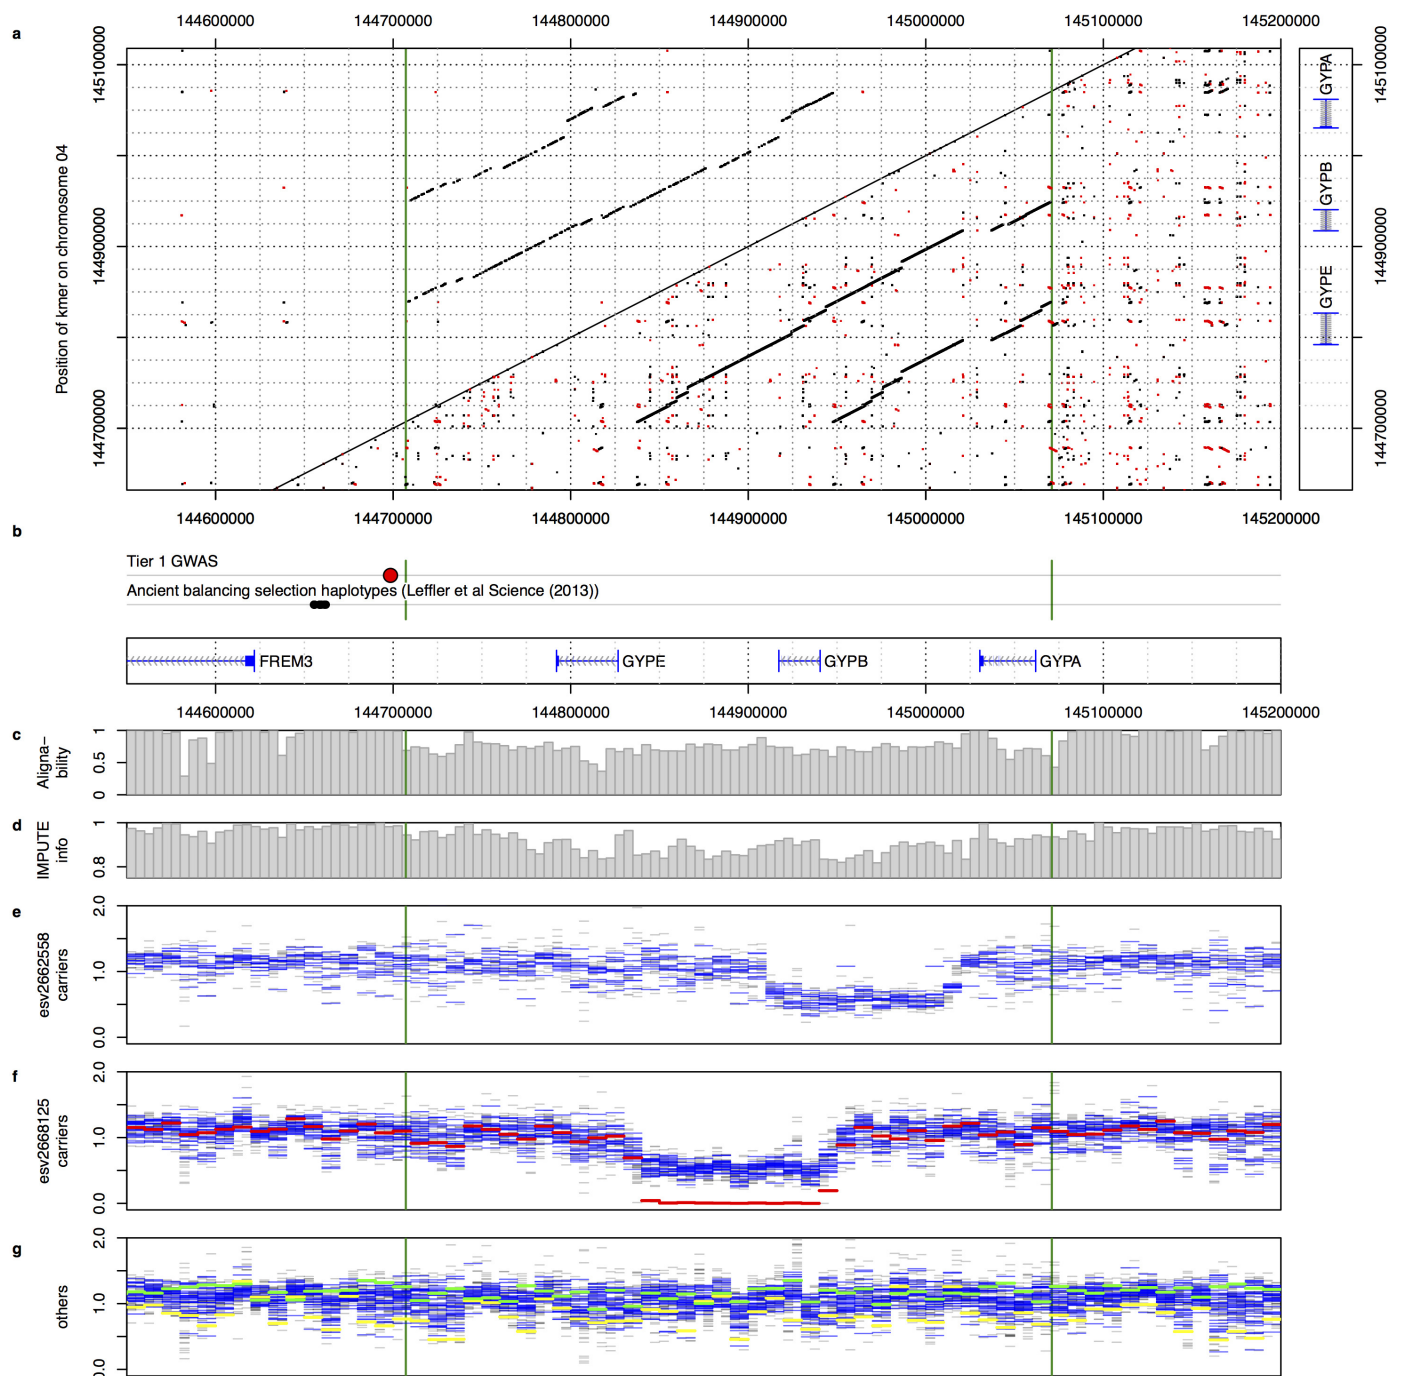 a
144600000 144700000 144800000 144900000 145000000 145100000 145200000
Position of kmer on chromosome 04
145100000
144900000
144700000
GYPA
GYPB
GYPE
145100000
144900000
144700000
144600000 144700000 144800000 144900000 145000000 145100000 145200000
b
Tier 1 GWAS
Ancient balancing selection haplotypes (Leffler et al Science (2013))
FREM3 GYPE GYPB GYPA
144600000 144700000 144800000 144900000 145000000 145100000 145200000
c
Aligna-
bility
1
0.5
0
d
IMPUTE
info
1
0.8
e
esv2662558
carriers
2.0
1.0
0.0
f
esv2668125
carriers
2.0
1.0
0.0
g
others
2.0
1.0
0.0